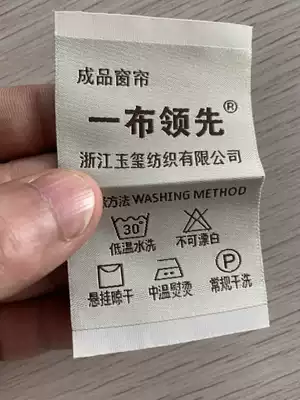 成品窗帘
一布领先®
浙江玉玺纺织有限公司
方法 WASHING METHOD
30°
低温水洗 不可漂白
P
悬挂晾干 中温熨烫 常规干洗